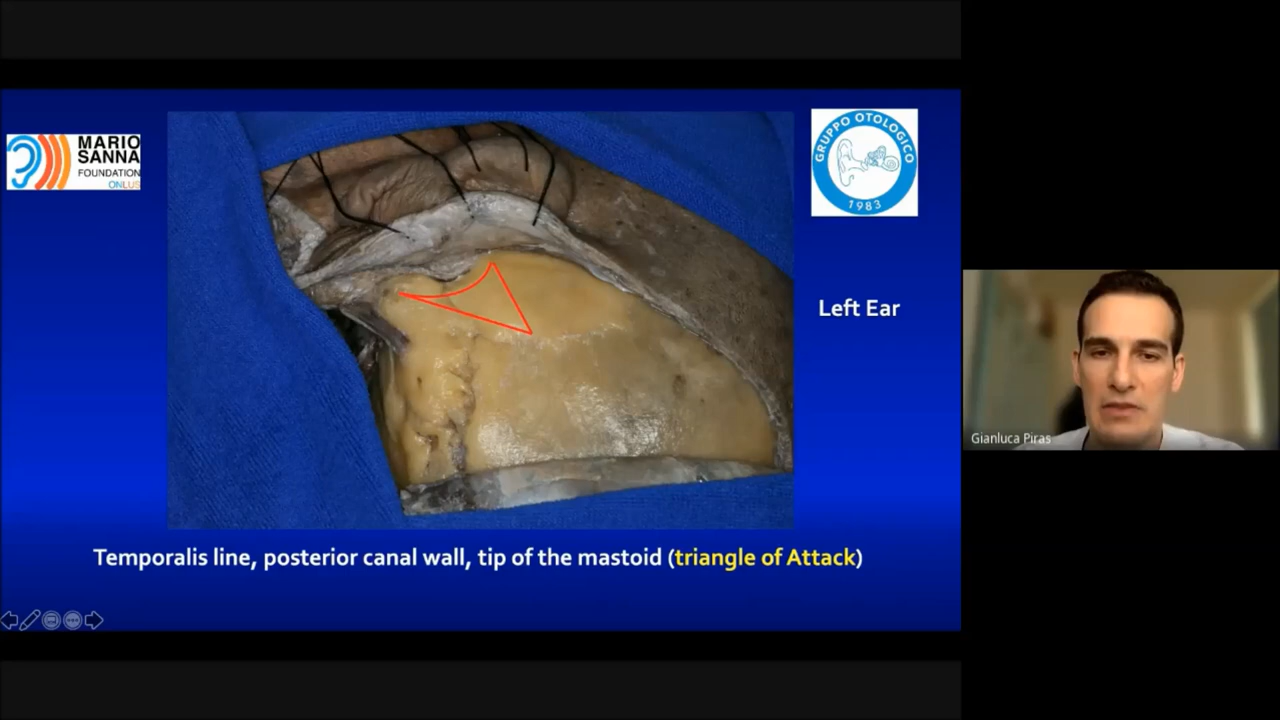 MARIO
SANNA
FOUNDATION
ONLUS
GRUPPO OTOLOGICO
1983
Left Ear
Gianluca Piras
Temporalis line, posterior canal wall, tip of the mastoid (triangle of Attack)